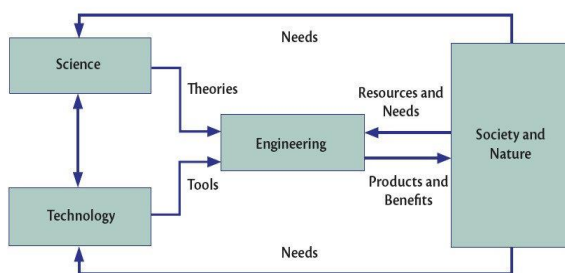 Needs
Science
Theories
Resources and
Needs
Engineering
Society and
Nature
Products and
Benefits
Tools
Technology
Needs